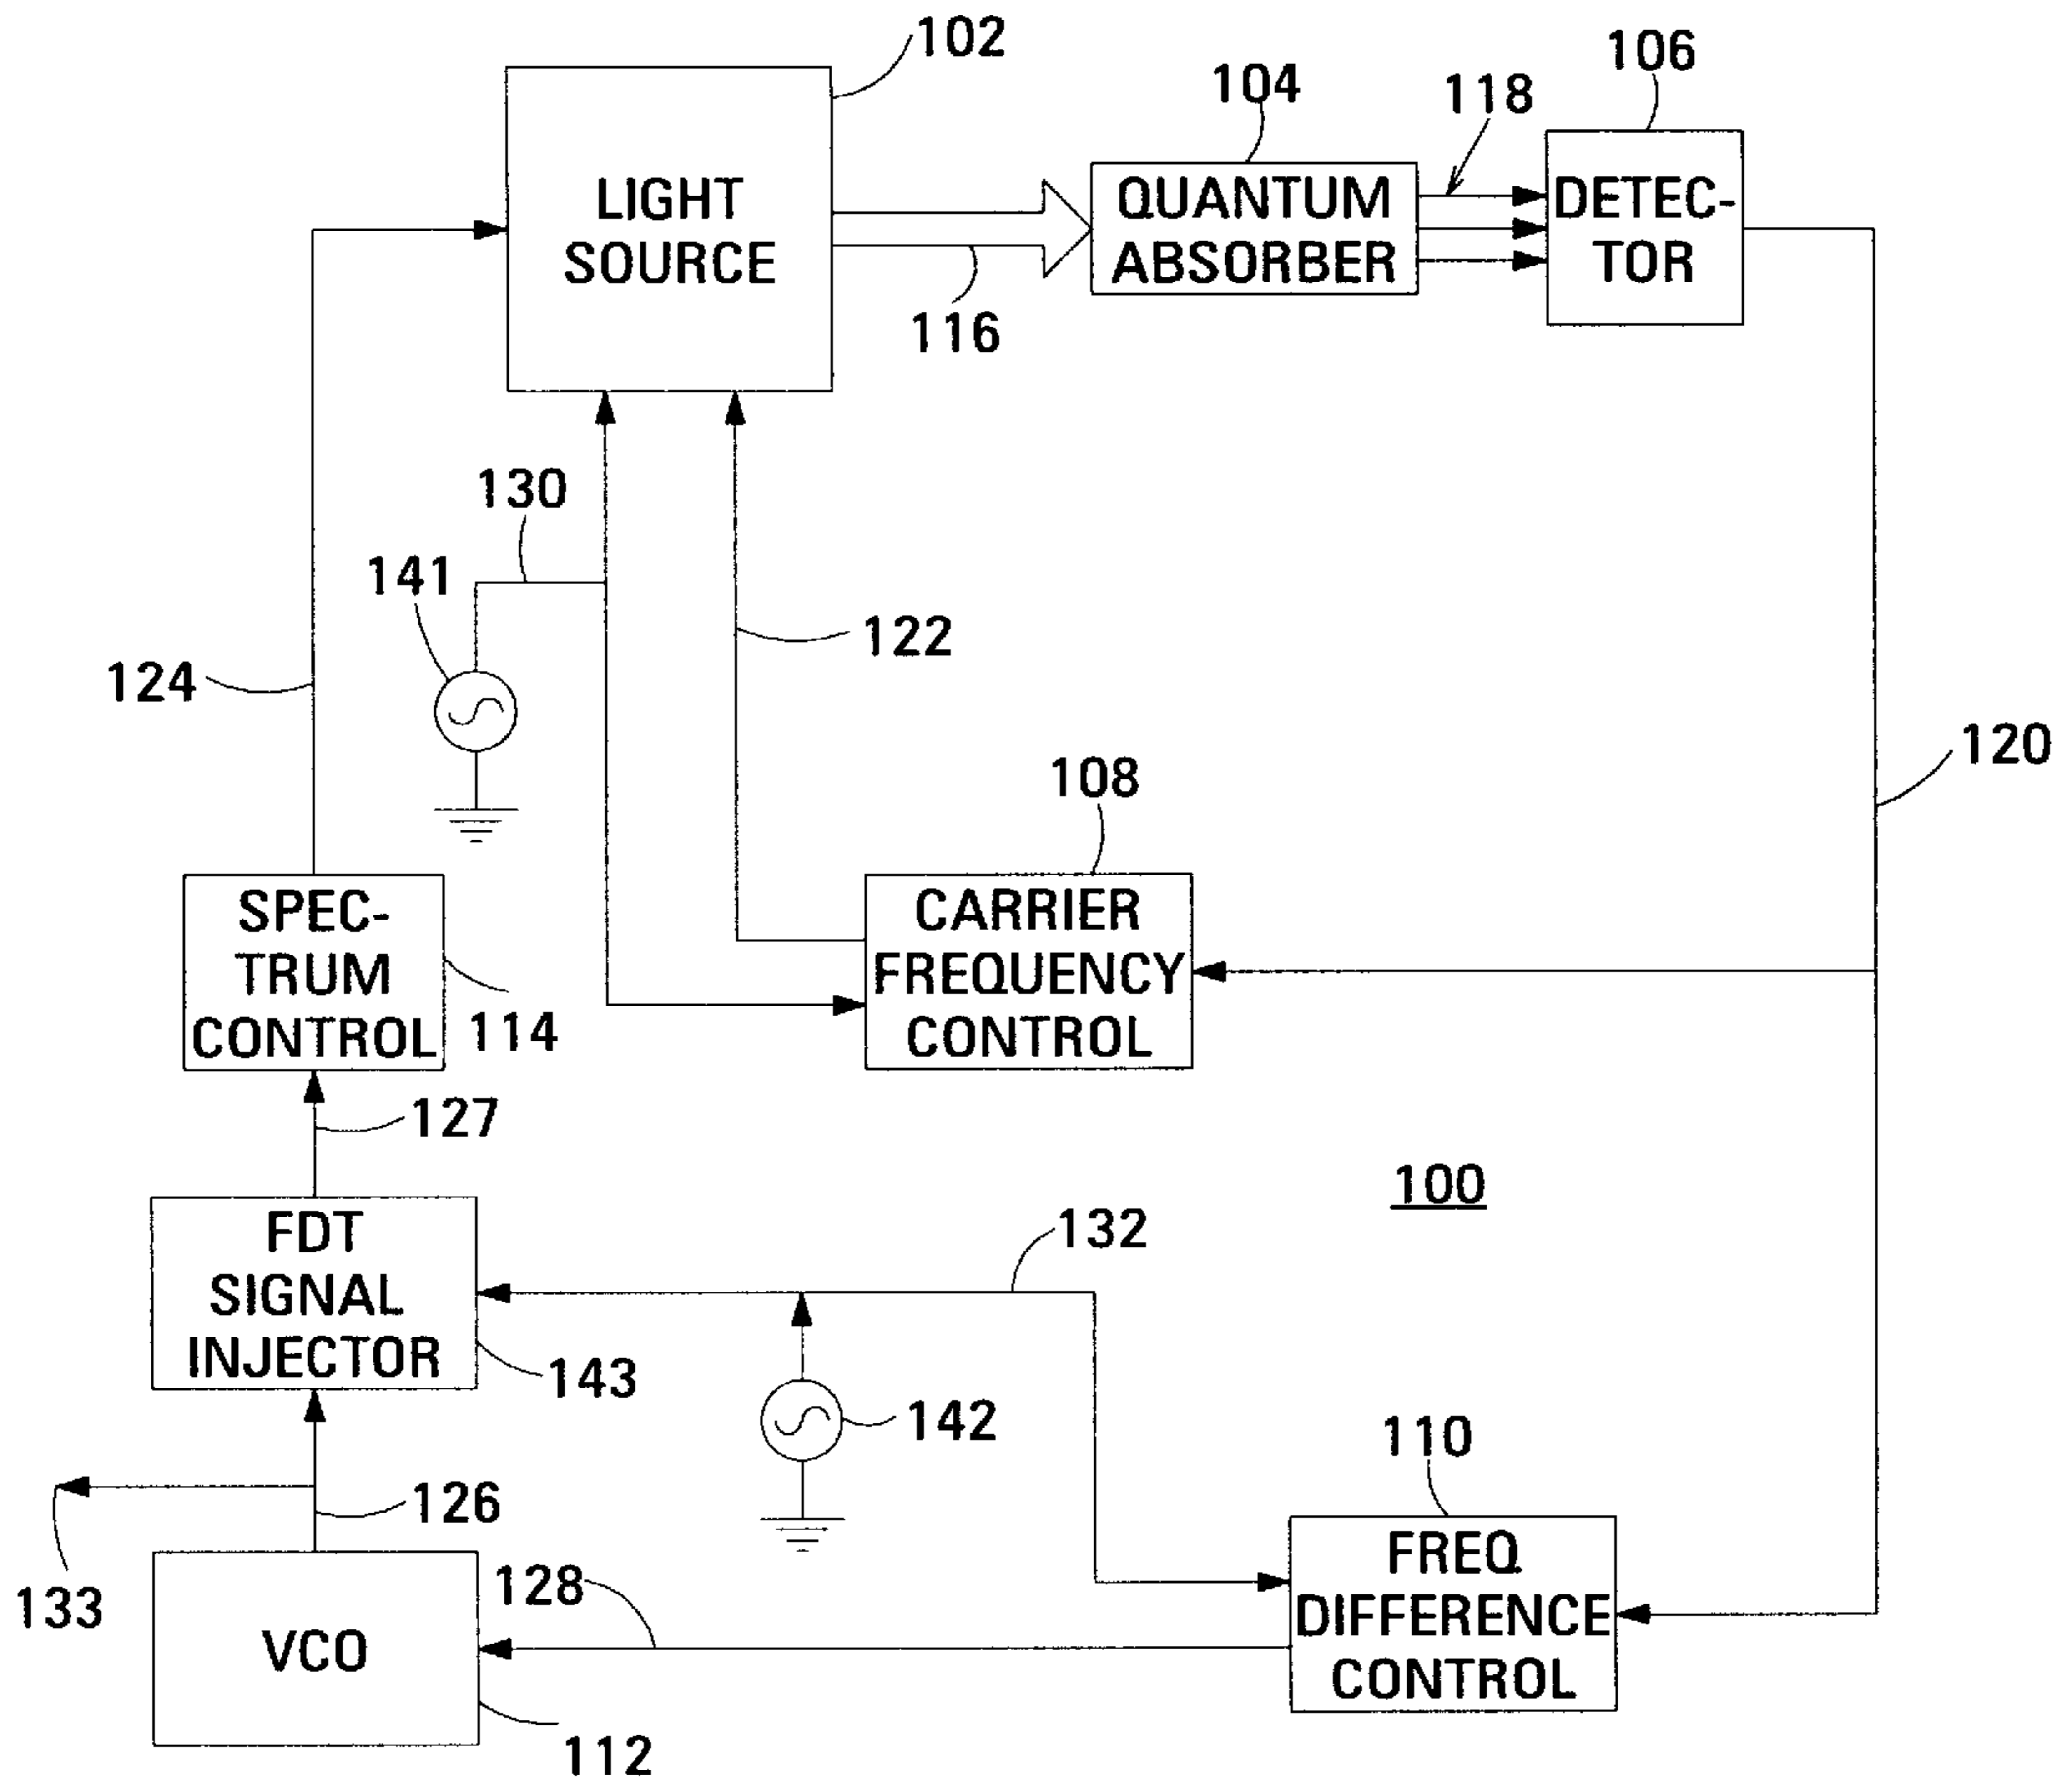 102
104
118
106
LIGHT
SOURCE
QUANTUM
ABSORBER
DETEC-
TOR
116
130
141
122
124
120
108
SPEC-
TRUM
CONTROL
114
CARRIER
FREQUENCY
CONTROL
127
100
FDT
SIGNAL
INJECTOR
143
132
142
110
126
133
128
VCO
112
FREQ
DIFFERENCE
CONTROL